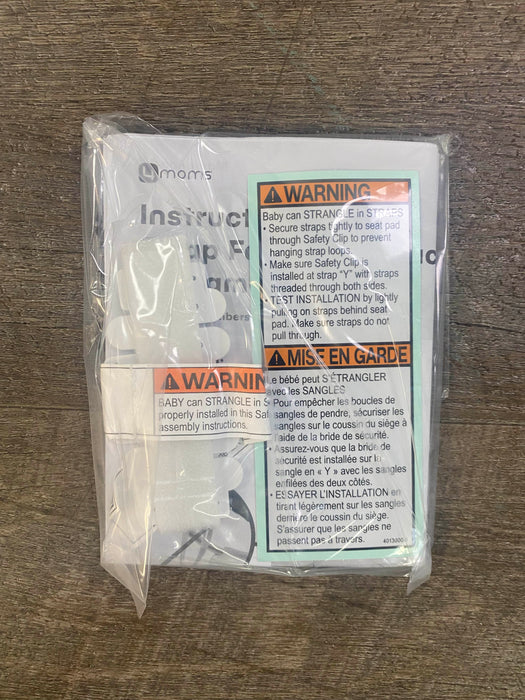 4moms
Instruct
ap F
am
bers
WARNING
Baby can STRANGLE in STRAPS
• Secure straps tightly to seat pad
through Safety Clip to prevent
hanging strap loops.
• Make sure Safety Clip is
installed at strap “Y” with straps
threaded through both sides.
• TEST INSTALLATION by lightly
pulling on straps behind seat
pad. Make sure straps do not
pull through.
MISE EN GARDE
Le bébé peut S'ÉTRANGLER
avec les SANGLES
• Pour empêcher les boucles de
sangles de pendre, sécuriser les
sangles sur le coussin du siège à
l'aide de la bride de sécurité.
• Assurez-vous que la bride de
sécurité est installée sur la
sangle en « Y » avec les sangles
enfilées des deux côtés.
• ESSAYER L'INSTALLATION en
tirant légèrement sur les sangles
derrière le coussin du siège.
S'assurer que les sangles ne
passent pas à travers.
WARNIN
BABY can STRANGLE in S
properly installed in this Saf
assembly instructions.